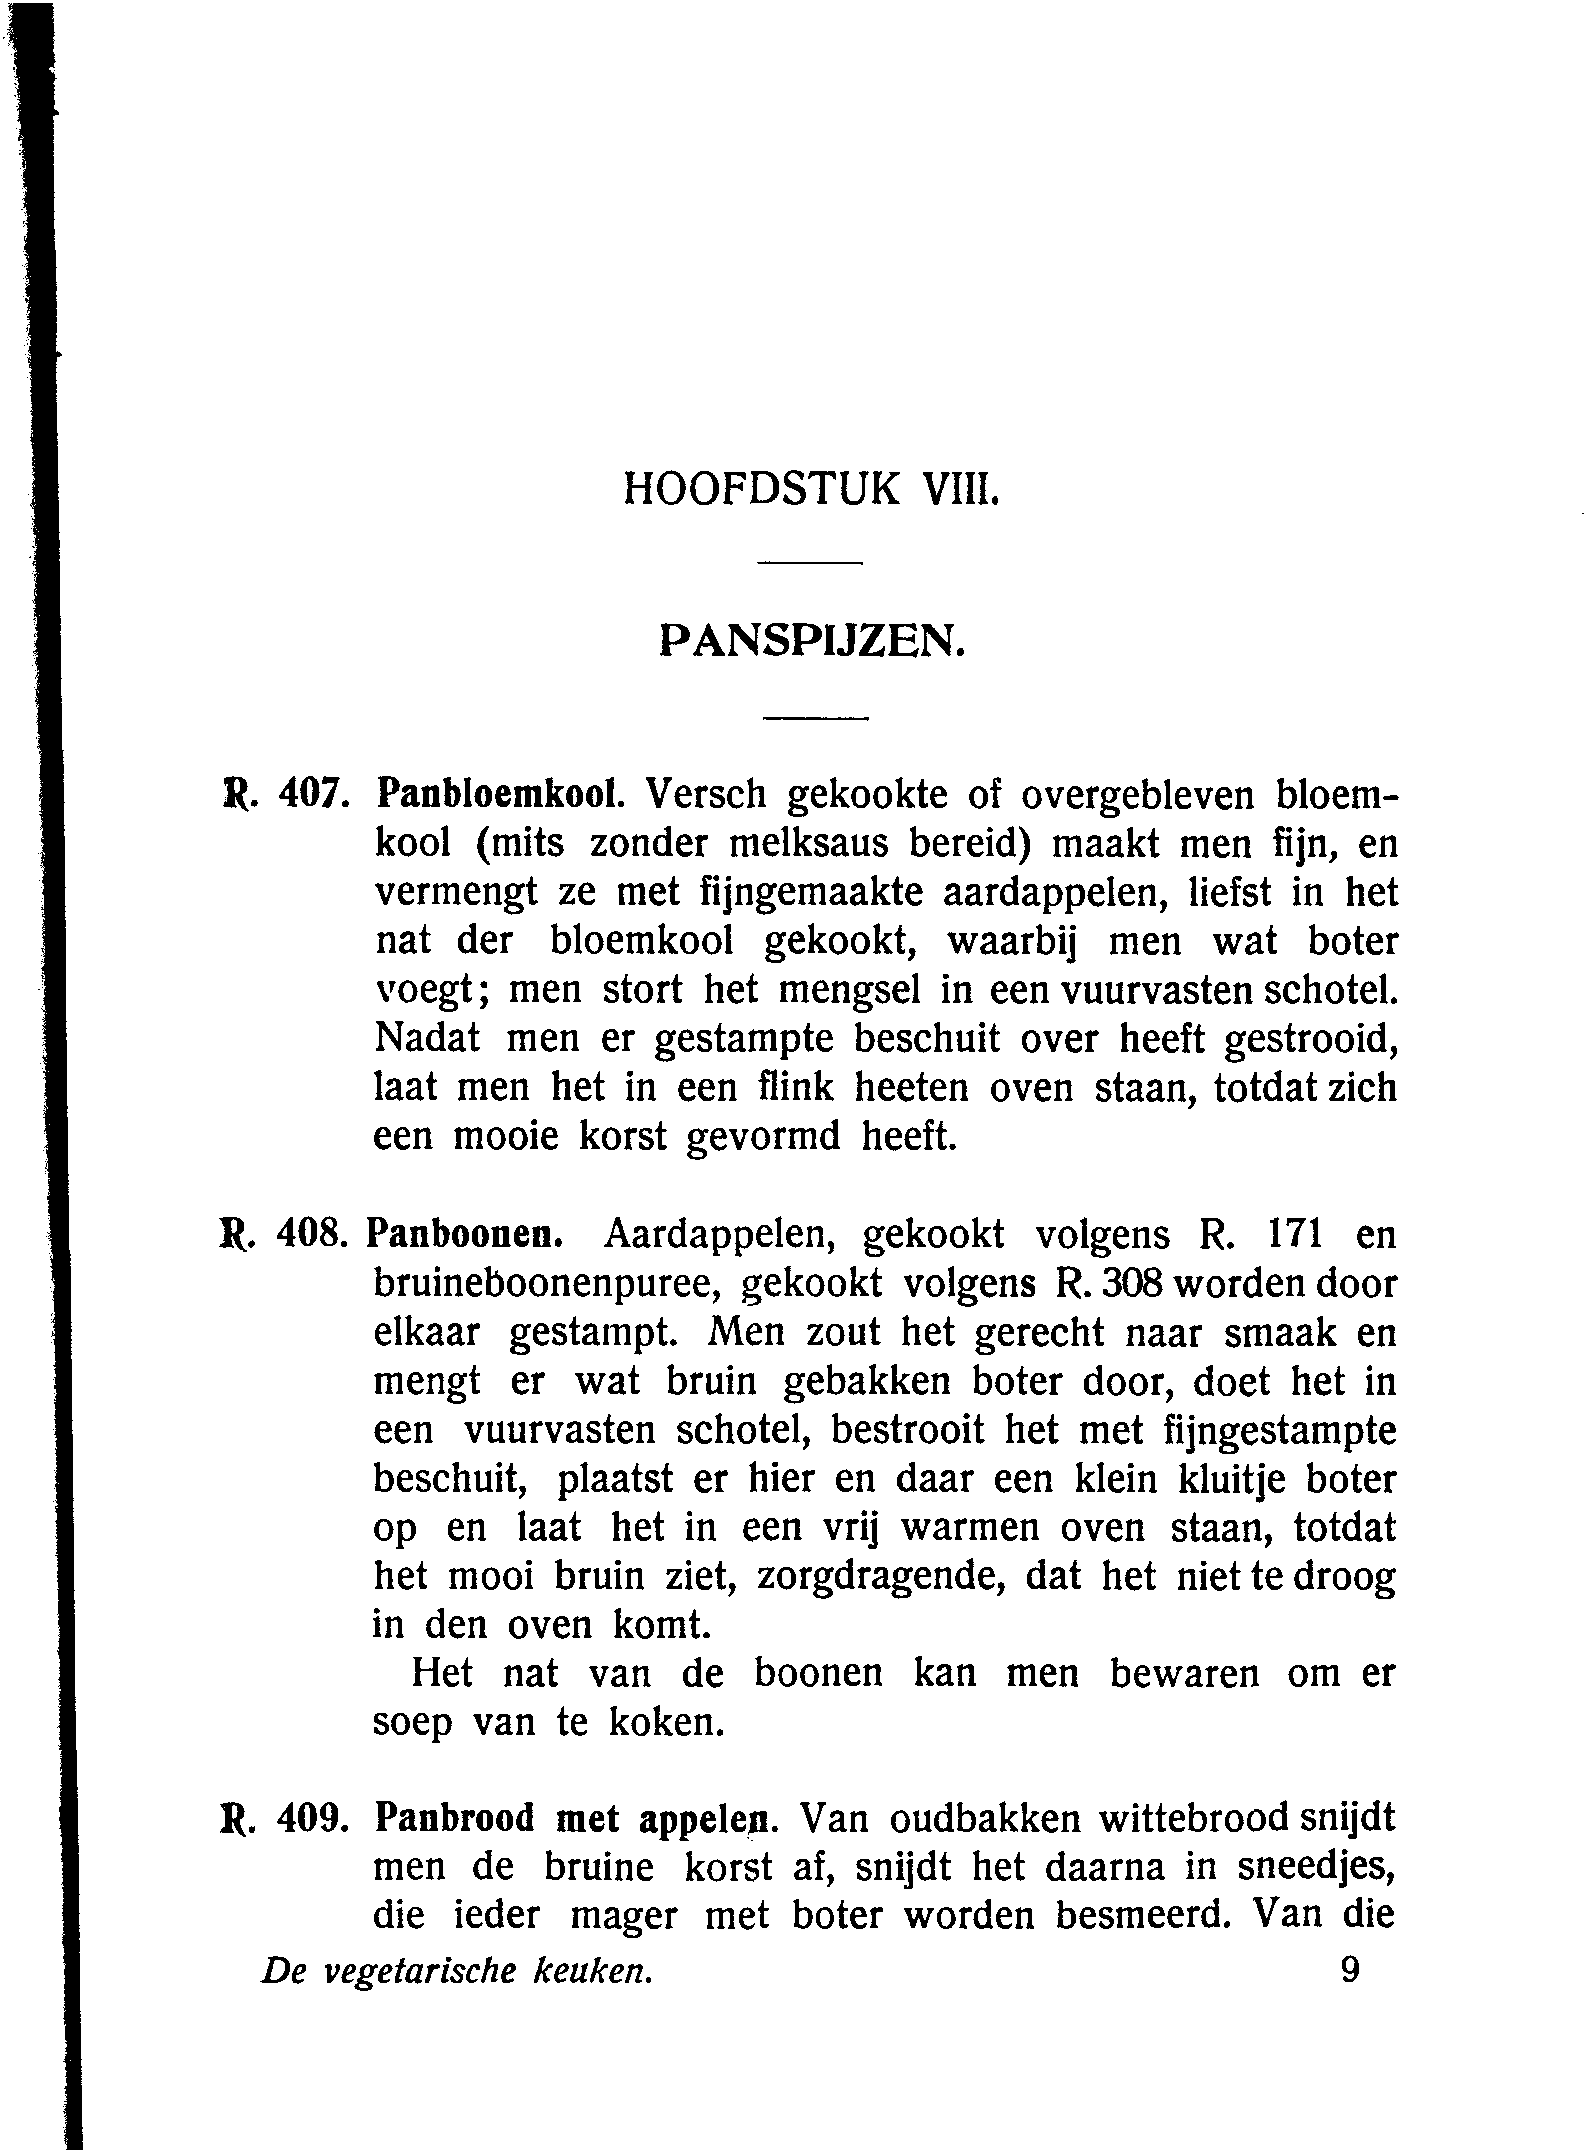 HOOFDSTUK VIII.
PANSPIJZEN.
R. 407. Panbloemkool. Versch gekookte of overgebleven bloem-
kool (mits zonder melksaus bereid) maakt men fijn, en
vermengt ze met fijngemaakte aardappelen, liefst in het
nat der bloemkool gekookt, waarbij men wat boter
voegt; men stort het mengsel in een vuurvasten schotel.
Nadat men er gestampte beschuit over heeft gestrooid,
laat men het in een flink heeten oven staan, totdat zich
een mooie korst gevormd heeft.
R. 408. Panboonen. Aardappelen, gekookt volgens R. 171 en
bruineboonenpuree, gekookt volgens R. 308 worden door
elkaar gestampt. Men zout het gerecht naar smaak en
mengt er wat bruin gebakken boter door, doet het in
een vuurvasten schotel, bestrooit het met fijngestampte
beschuit, plaatst er hier en daar een klein kluitje boter
op en laat het in een vrij warmen oven staan, totdat
het mooi bruin ziet, zorgdragende, dat het niet te droog
in den oven komt.
Het nat van de boonen kan men bewaren om er
soep van te koken.
R. 409. Panbrood met appelen. Van oudbakken wittebrood snijdt
men de bruine korst af, snijdt het daarna in sneedjes,
die ieder mager met boter worden besmeerd. Van die
De vegetarische keuken. 9